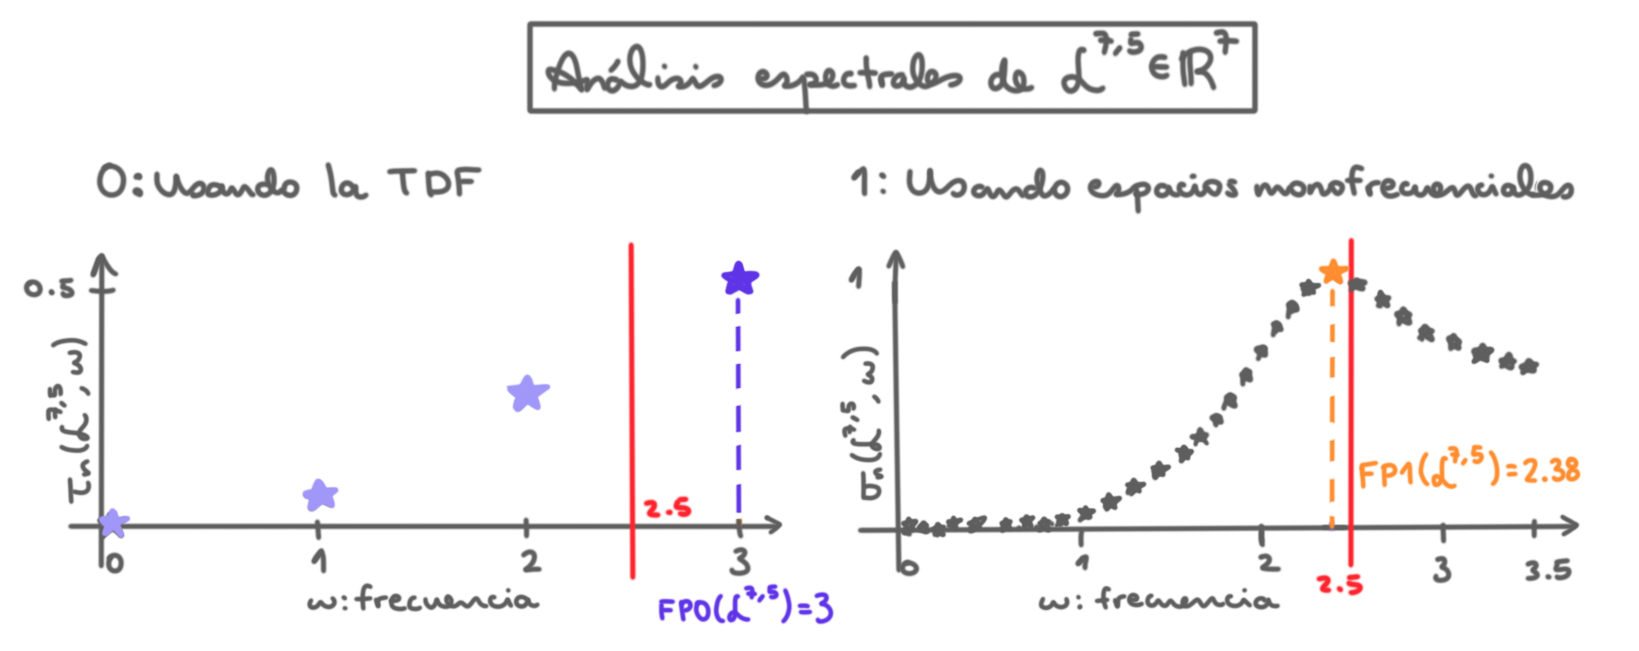 Análisis espectrales de ℒ^{7,5} ∈ ℝ^7
0: Usando la TDF
1: Usando espacios monofrecuenciales
0.5
τn(ℒ^{7,5}, ω)
2.5
0 1 2 3
ω: frecuencia
FP0(ℒ^{7,5})=3
1
σn(ℒ^{7,5}, ω)
FP1(ℒ^{7,5})=2.38
0 1 2 3 3.5
2.5
ω: frecuencia